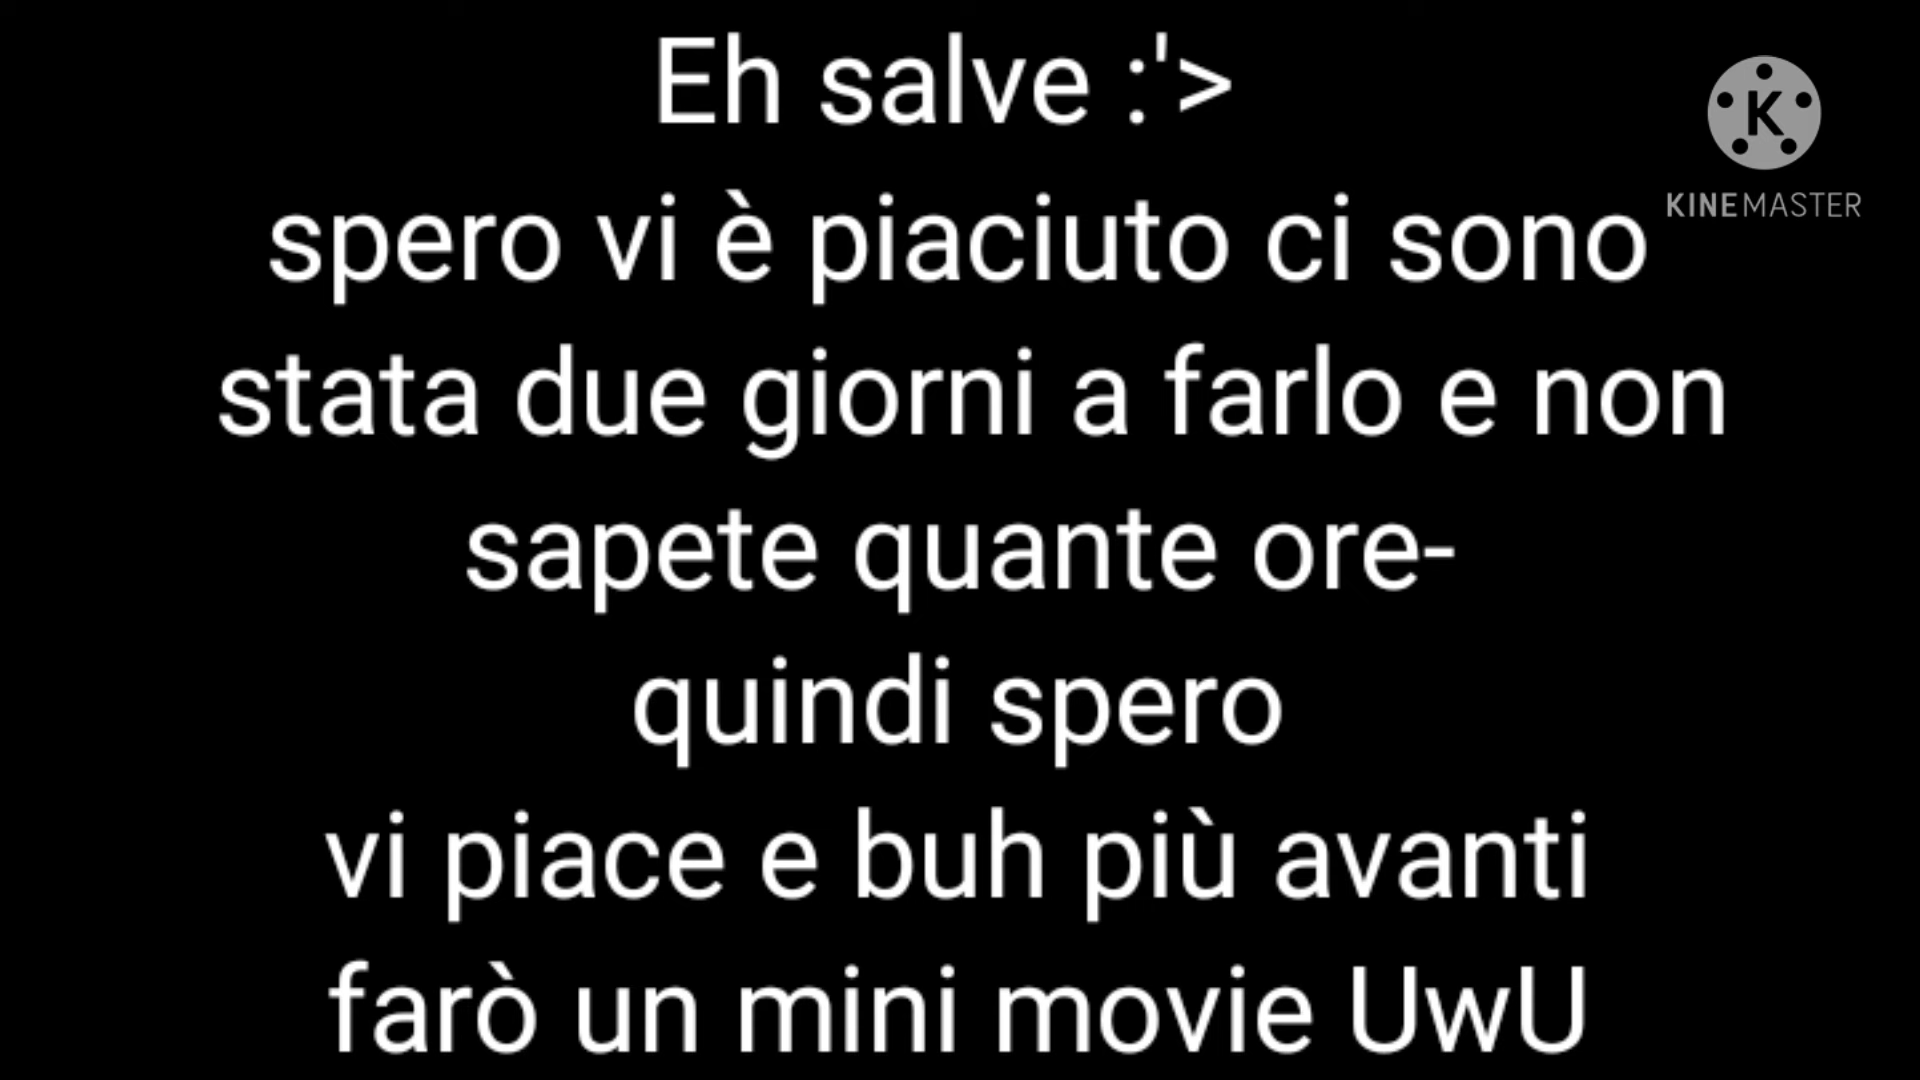 Eh salve :'>
spero vi è piaciuto ci sono
stata due giorni a farlo e non
sapete quante ore-
quindi spero
vi piace e buh più avanti
farò un mini movie UwU
K
KINEMASTER